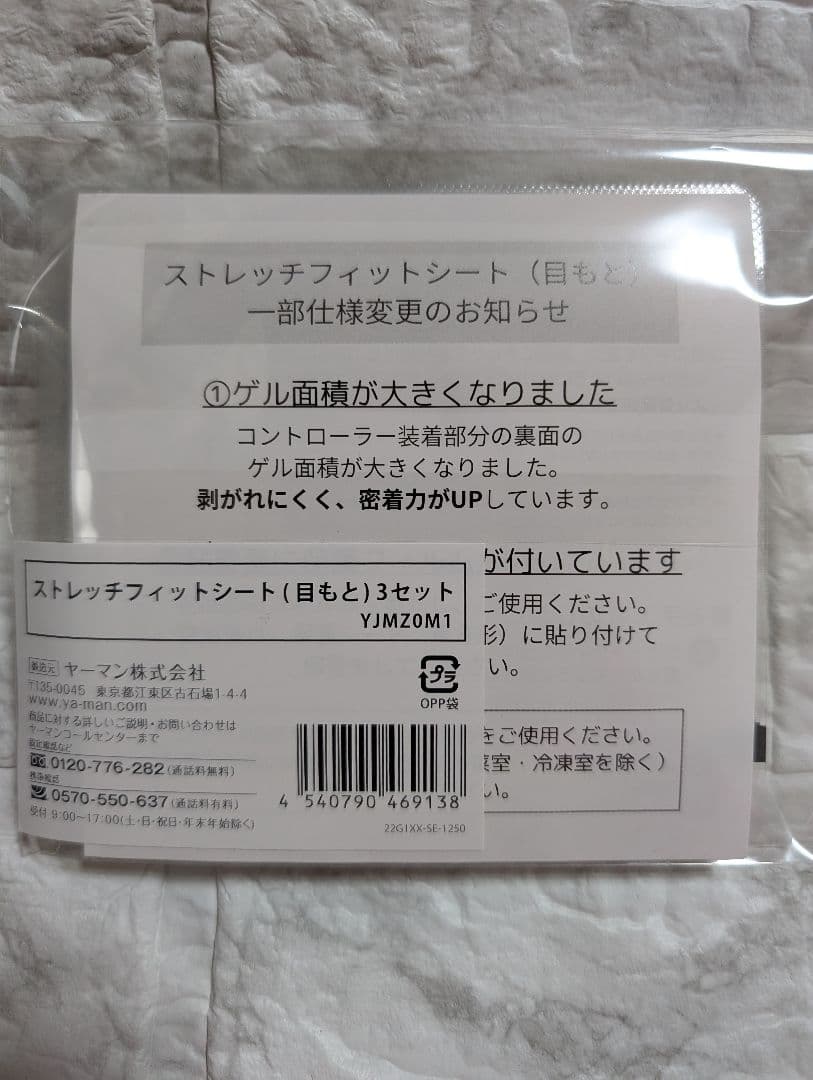 ストレッチフィットシート（目もと）
一部仕様変更のお知らせ
①ゲル面積が大きくなりました
コントローラー装着部分の裏面の
ゲル面積が大きくなりました。
剥がれにくく、密着力がUPしています。
が付いています
ご使用ください。
形）に貼り付けて
い。
をご使用ください。
室・冷凍室を除く）
い。
ストレッチフィットシート(目もと)3セット
YJMZ0M1
製造元 ヤーマン株式会社
〒135-0045 東京都江東区古石場1-4-4
www.ya-man.com
商品に対する詳しいご説明・お問い合わせは
ヤーマンコールセンターまで
固定電話など
0120-776-282(通話料無料)
携帯電話
0570-550-637(通話料有料)
受付 9:00~17:00(土・日・祝日・年末年始除く)
プラ
OPP袋
4 540790 469138
22G1XX-SE-1250